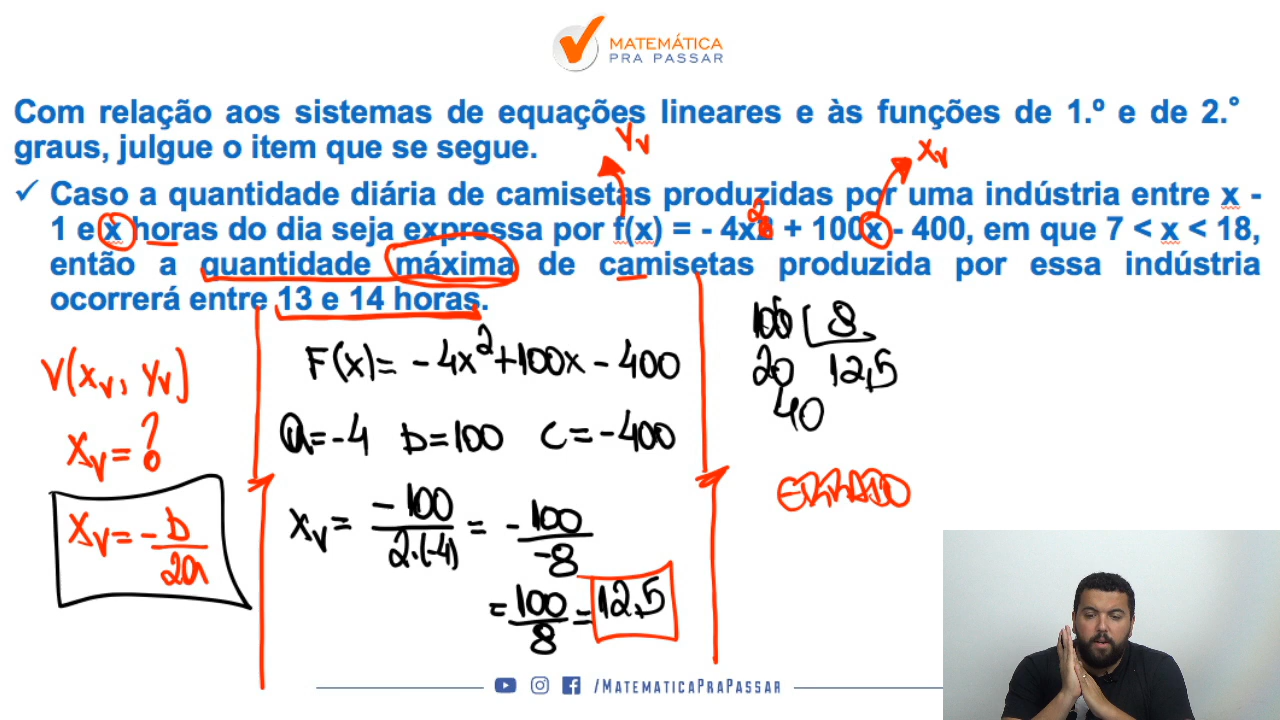 MATEMÁTICA
PRA PASSAR
Com relação aos sistemas de equações lineares e às funções de 1.º e de 2.°
graus, julgue o item que se segue.
✓ Caso a quantidade diária de camisetas produzidas por uma indústria entre x -
1 e x horas do dia seja expressa por f(x) = - 4x2 + 100x - 400, em que 7 < x < 18,
então a quantidade máxima de camisetas produzida por essa indústria
ocorrerá entre 13 e 14 horas.
Yv
Xv
2
V(Xv, Yv)
Xv = ?
Xv = - b/2a
F(x) = - 4x² + 100x - 400
a = -4 b = 100 c = -400
Xv = -100/2.(-4) = -100/-8
= 100/8 = 12,5
100 8
20 12,5
40
ERRADO
/MATEMATICAPRAPASSAR